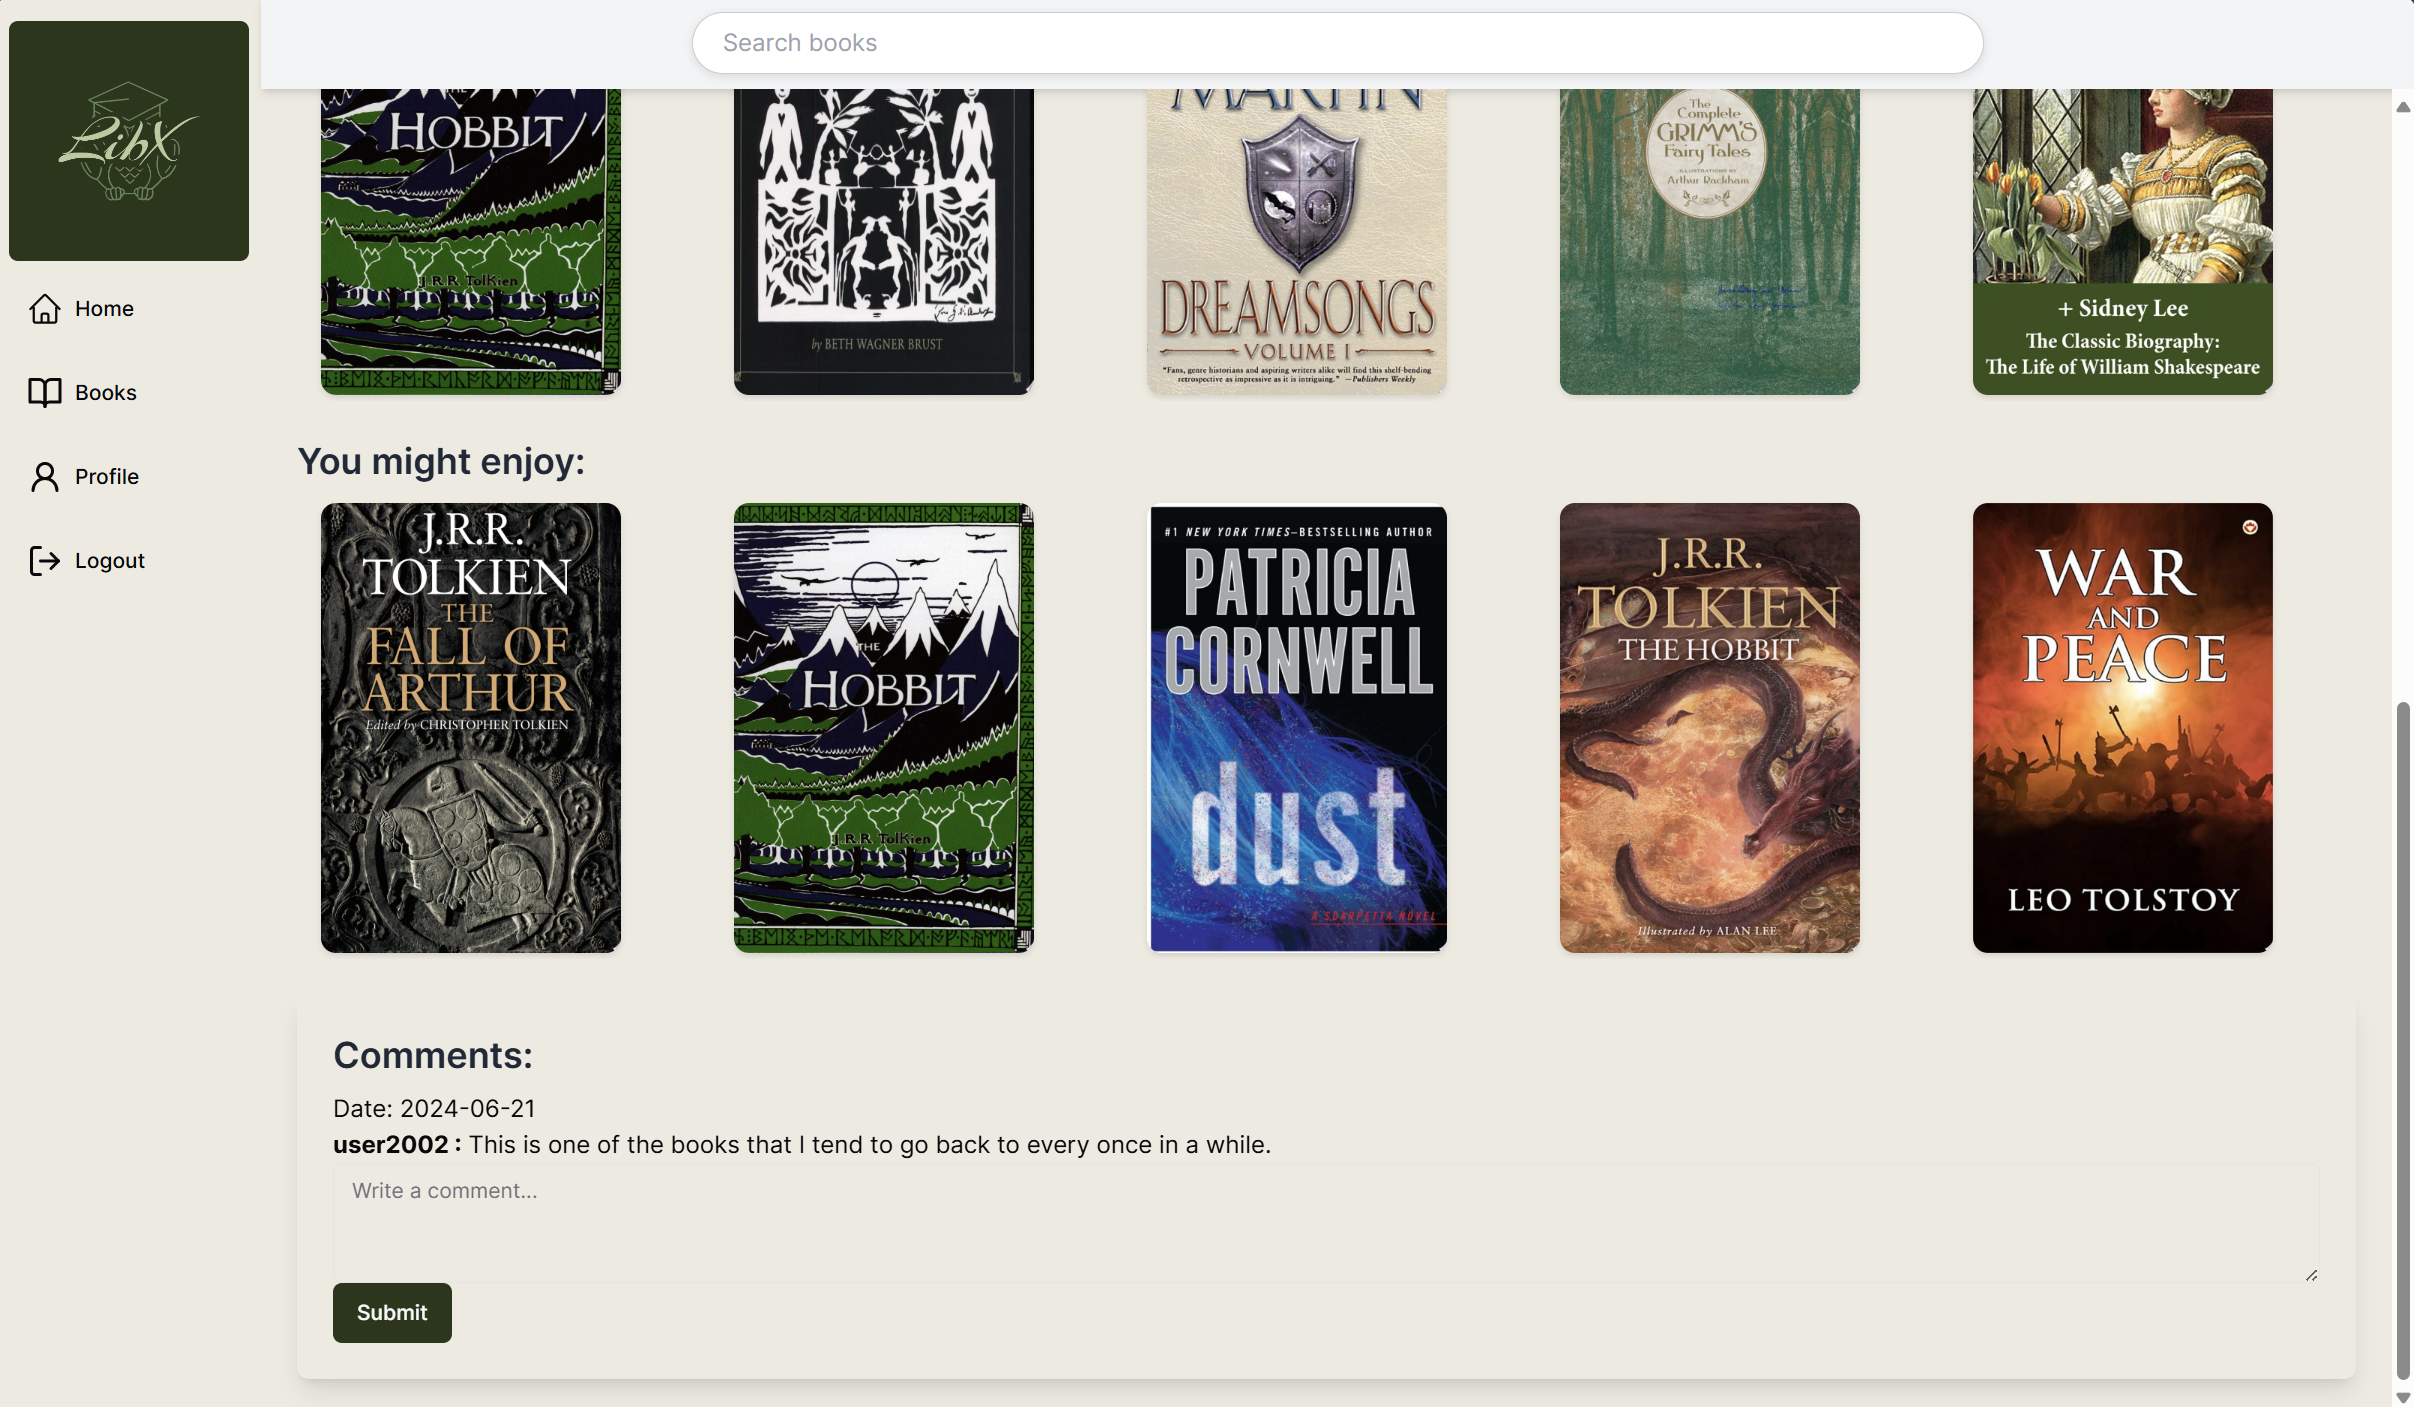 LibX
Search books
Home
Books
Profile
Logout
THE
HOBBIT
J.R.R. Tolkien
by BETH WAGNER BRUST
MARTIN
DREAMSONGS
VOLUME I
"Fans, genre historians and aspiring writers alike will find this shelf-bending
retrospective as impressive as it is intriguing." —Publishers Weekly
The
Complete
GRIMM'S
Fairy Tales
ILLUSTRATIONS BY
Arthur Rackham
+ Sidney Lee
The Classic Biography:
The Life of William Shakespeare
You might enjoy:
J.R.R.
TOLKIEN
THE
FALL OF
ARTHUR
Edited by CHRISTOPHER TOLKIEN
THE
HOBBIT
J.R.R. Tolkien
#1 NEW YORK TIMES–BESTSELLING AUTHOR
PATRICIA
CORNWELL
dust
A SCARPETTA NOVEL
J.R.R.
TOLKIEN
THE HOBBIT
Illustrated by ALAN LEE
WAR
AND
PEACE
LEO TOLSTOY
Comments:
Date: 2024-06-21
user2002 : This is one of the books that I tend to go back to every once in a while.
Write a comment...
Submit